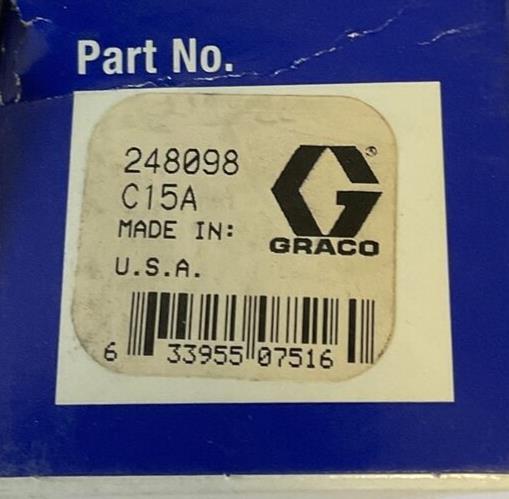 Part No.
248098
C15A
MADE IN:
U.S.A.
G ®
GRACO
6 33955 07516